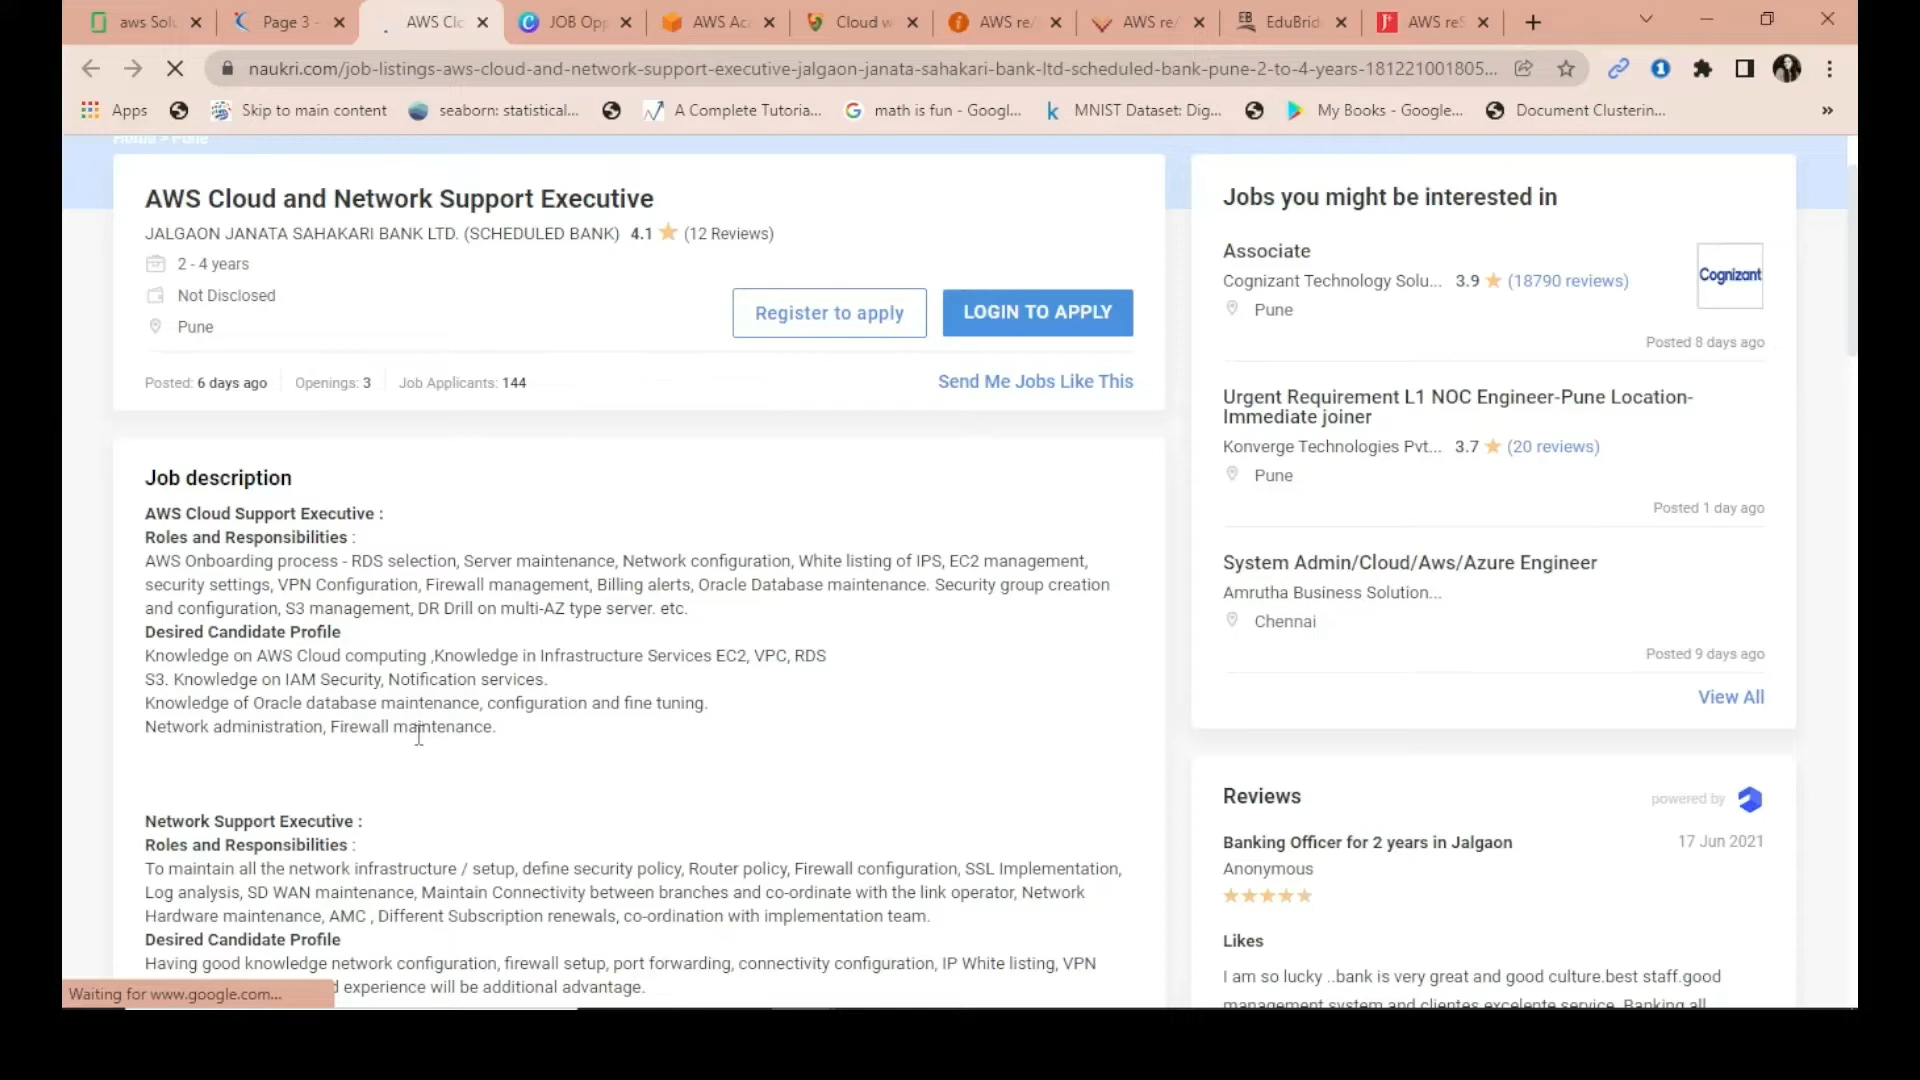 aws Solu
Page 3 -
AWS Clo
JOB Opp
AWS Aca
Cloud w
AWS re/
AWS re/
EB
EduBrid
AWS reS
naukri.com/job-listings-aws-cloud-and-network-support-executive-jalgaon-janata-sahakari-bank-ltd-scheduled-bank-pune-2-to-4-years-181221001805...
Apps
Skip to main content
seaborn: statistical...
A Complete Tutoria...
math is fun - Googl...
MNIST Dataset: Dig...
My Books - Google...
Document Clusterin...
»
Home > Pune
AWS Cloud and Network Support Executive
JALGAON JANATA SAHAKARI BANK LTD. (SCHEDULED BANK) 4.1 (12 Reviews)
2 - 4 years
Not Disclosed
Pune
Register to apply
LOGIN TO APPLY
Posted: 6 days ago Openings: 3 Job Applicants: 144
Send Me Jobs Like This
Job description
AWS Cloud Support Executive :
Roles and Responsibilities :
AWS Onboarding process - RDS selection, Server maintenance, Network configuration, White listing of IPS, EC2 management,
security settings, VPN Configuration, Firewall management, Billing alerts, Oracle Database maintenance. Security group creation
and configuration, S3 management, DR Drill on multi-AZ type server. etc.
Desired Candidate Profile
Knowledge on AWS Cloud computing ,Knowledge in Infrastructure Services EC2, VPC, RDS
S3. Knowledge on IAM Security, Notification services.
Knowledge of Oracle database maintenance, configuration and fine tuning.
Network administration, Firewall maintenance.
Network Support Executive :
Roles and Responsibilities :
To maintain all the network infrastructure / setup, define security policy, Router policy, Firewall configuration, SSL Implementation,
Log analysis, SD WAN maintenance, Maintain Connectivity between branches and co-ordinate with the link operator, Network
Hardware maintenance, AMC , Different Subscription renewals, co-ordination with implementation team.
Desired Candidate Profile
Having good knowledge network configuration, firewall setup, port forwarding, connectivity configuration, IP White listing, VPN
experience will be additional advantage.
Waiting for www.google.com...
Jobs you might be interested in
Associate
Cognizant Technology Solu... 3.9 (18790 reviews)
Pune
Cognizant
Posted 8 days ago
Urgent Requirement L1 NOC Engineer-Pune Location-
Immediate joiner
Konverge Technologies Pvt... 3.7 (20 reviews)
Pune
Posted 1 day ago
System Admin/Cloud/Aws/Azure Engineer
Amrutha Business Solution...
Chennai
Posted 9 days ago
View All
Reviews
powered by
Banking Officer for 2 years in Jalgaon
17 Jun 2021
Anonymous
Likes
I am so lucky ..bank is very great and good culture.best staff.good
management system and clientes excelente service. Banking all